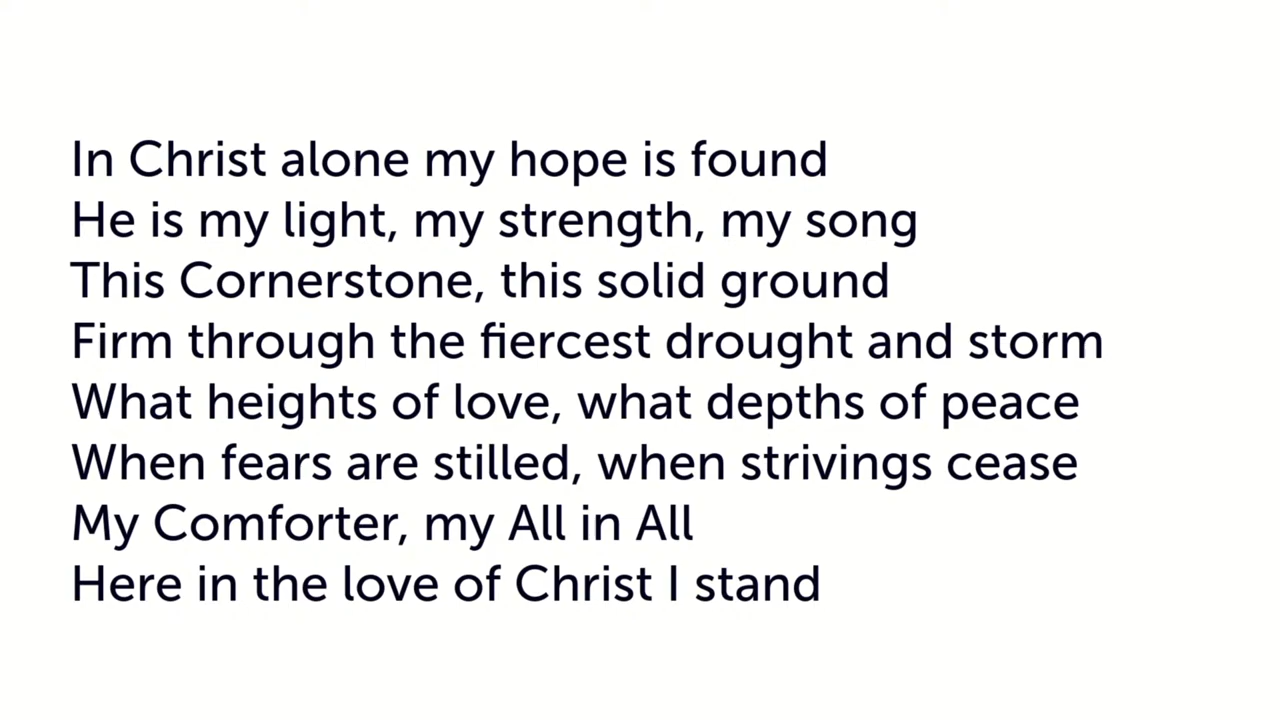 In Christ alone my hope is found
He is my light, my strength, my song
This Cornerstone, this solid ground
Firm through the fiercest drought and storm
What heights of love, what depths of peace
When fears are stilled, when strivings cease
My Comforter, my All in All
Here in the love of Christ I stand